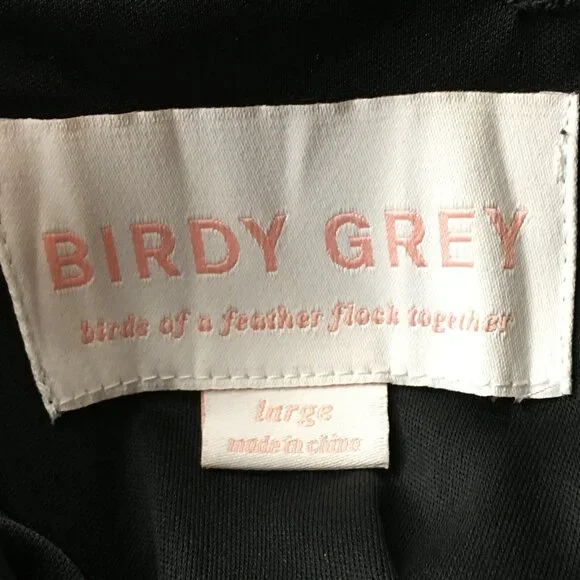 BIRDY GREY
birds of a feather flock together
large
made in china